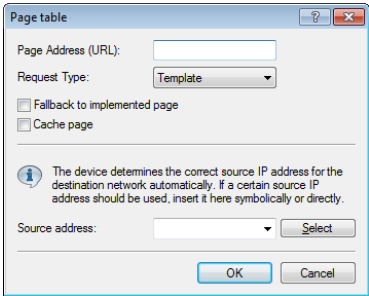 Page table
Page Address (URL):
Request Type: Template
Fallback to implemented page
Cache page
The device determines the correct source IP address for the
destination network automatically. If a certain source IP
address should be used, insert it here symbolically or directly.
Source address: Select
OK Cancel